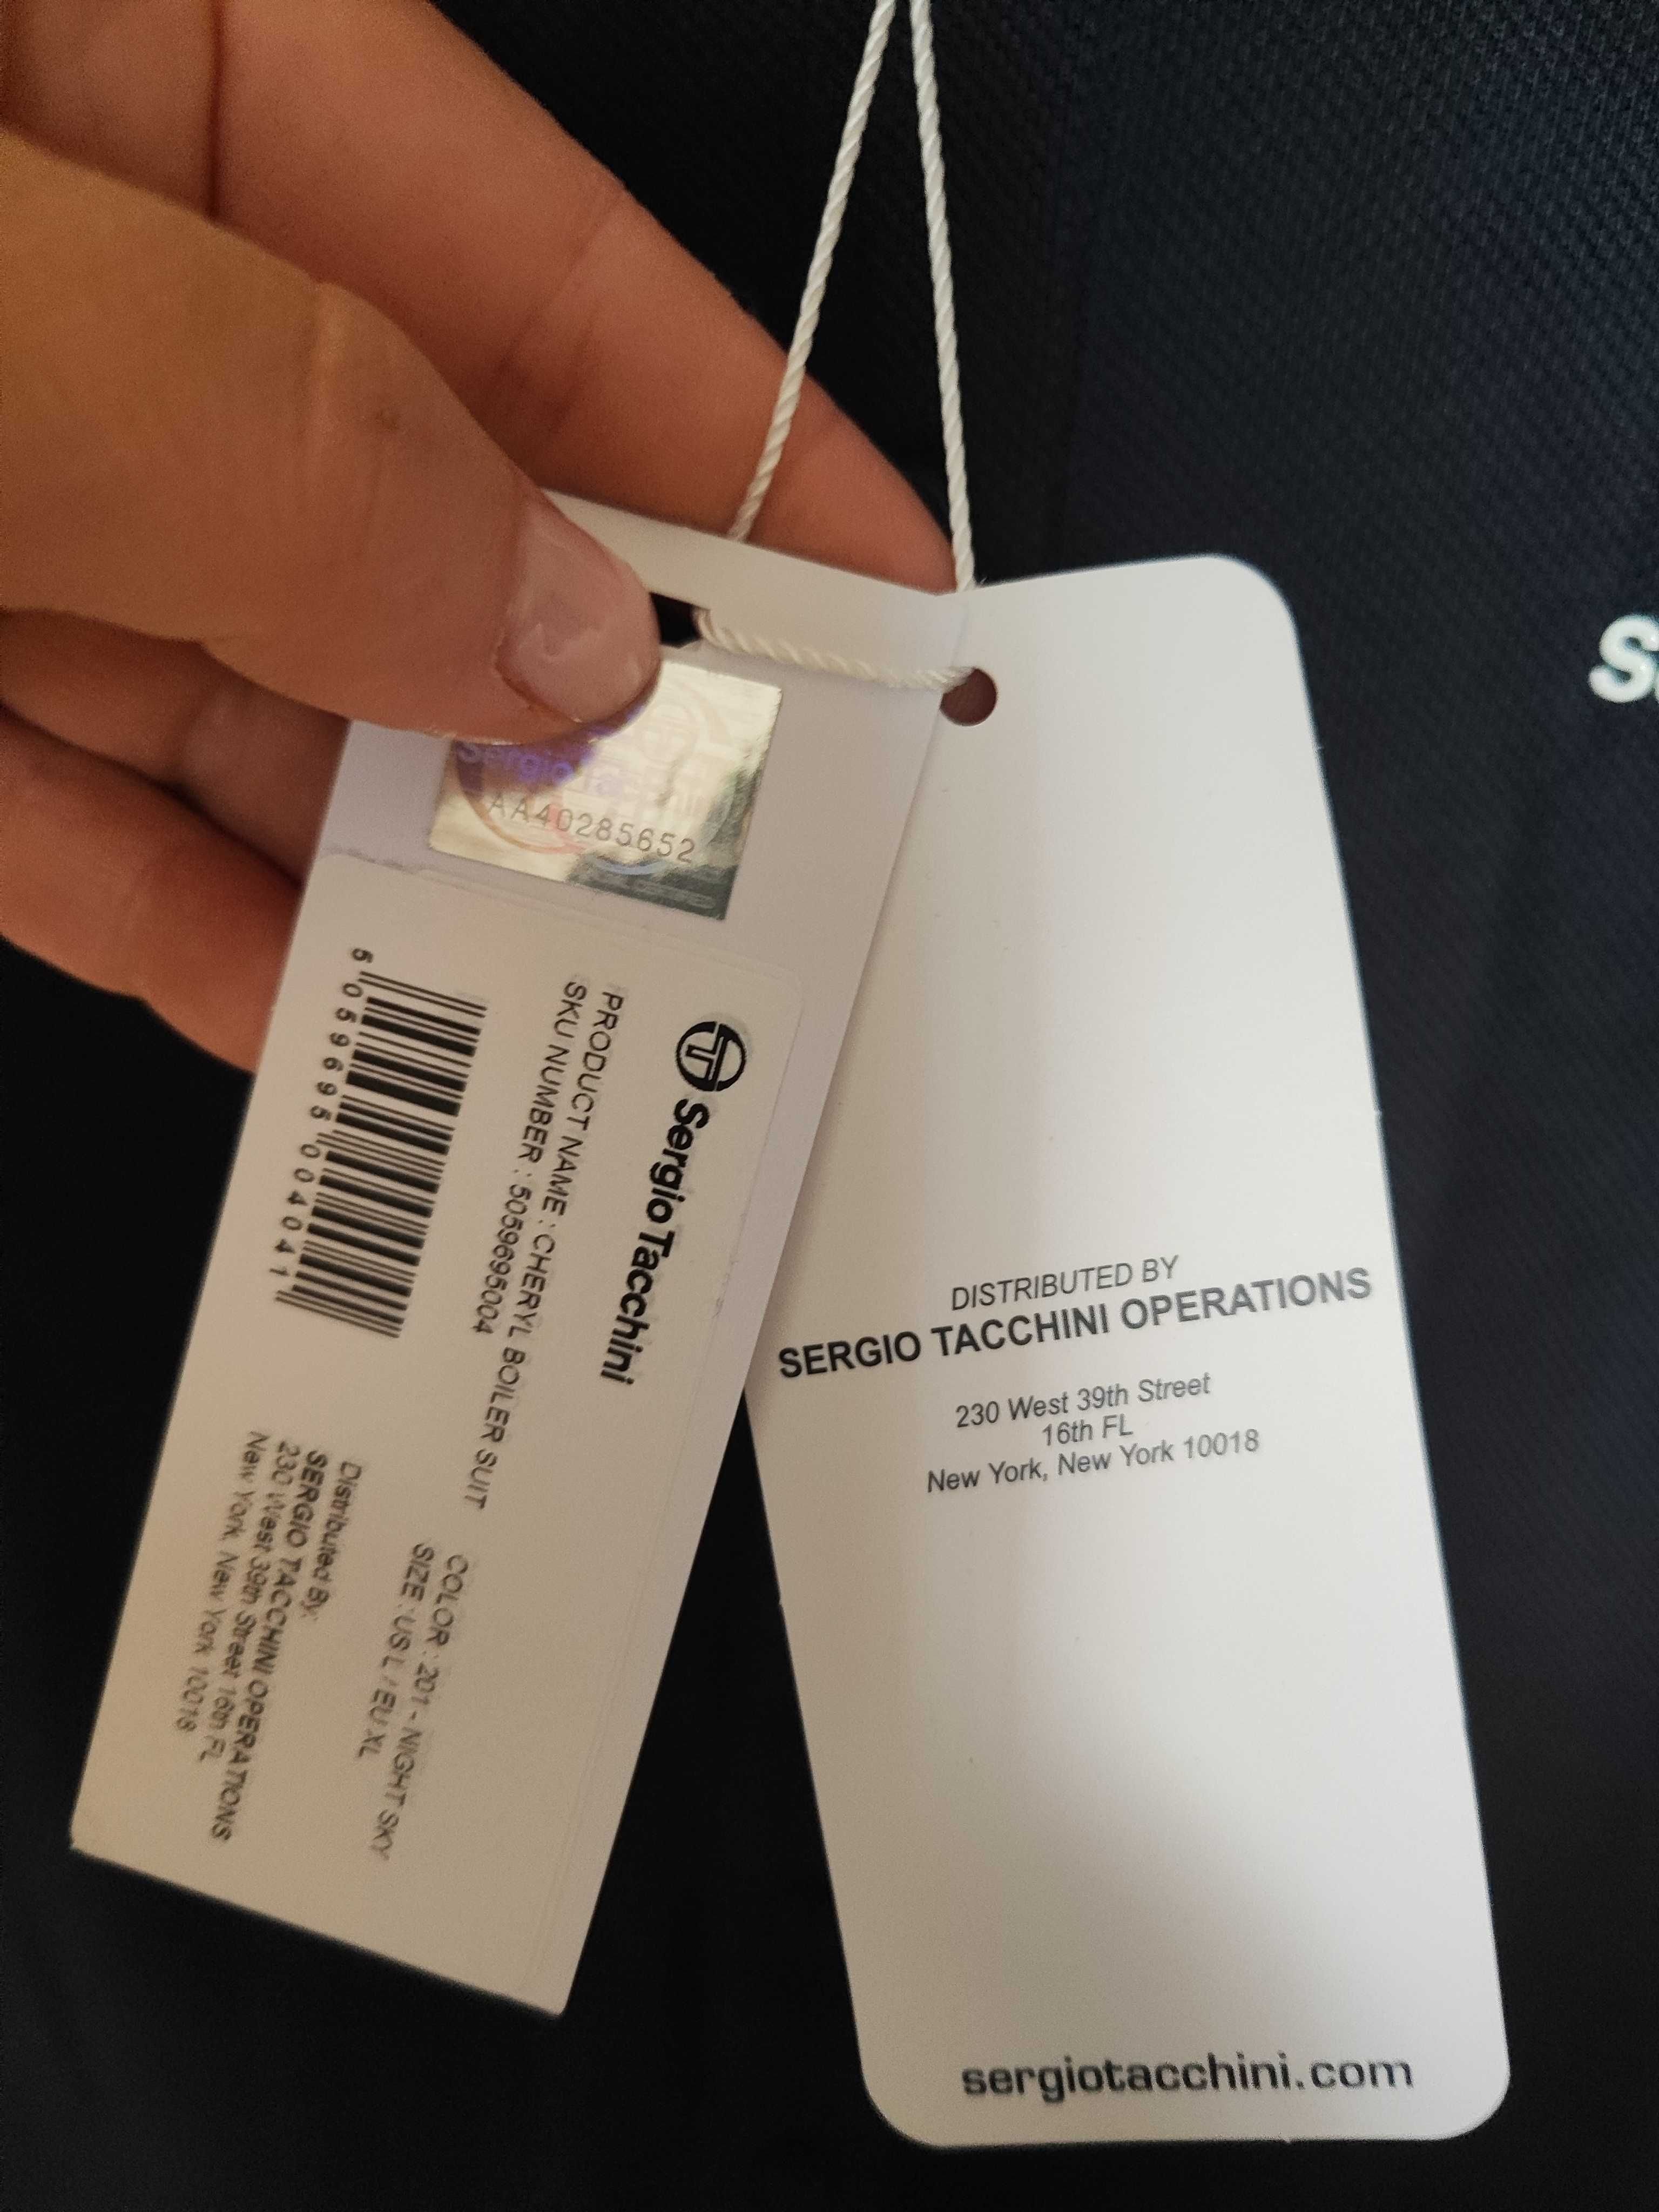 Sergio Tacchini
AA40285652
Sergio Tacchini
PRODUCT NAME : CHERYL BOILER SUIT
SKU NUMBER : 5059695004
COLOR : 201 - NIGHT SKY
SIZE : US L / EU XL
5 059695 004041
Distributed By:
SERGIO TACCHINI OPERATIONS
230 West 39th Street 16th FL
New York, New York 10018
DISTRIBUTED BY
SERGIO TACCHINI OPERATIONS
230 West 39th Street
16th FL
New York, New York 10018
sergiotacchini.com